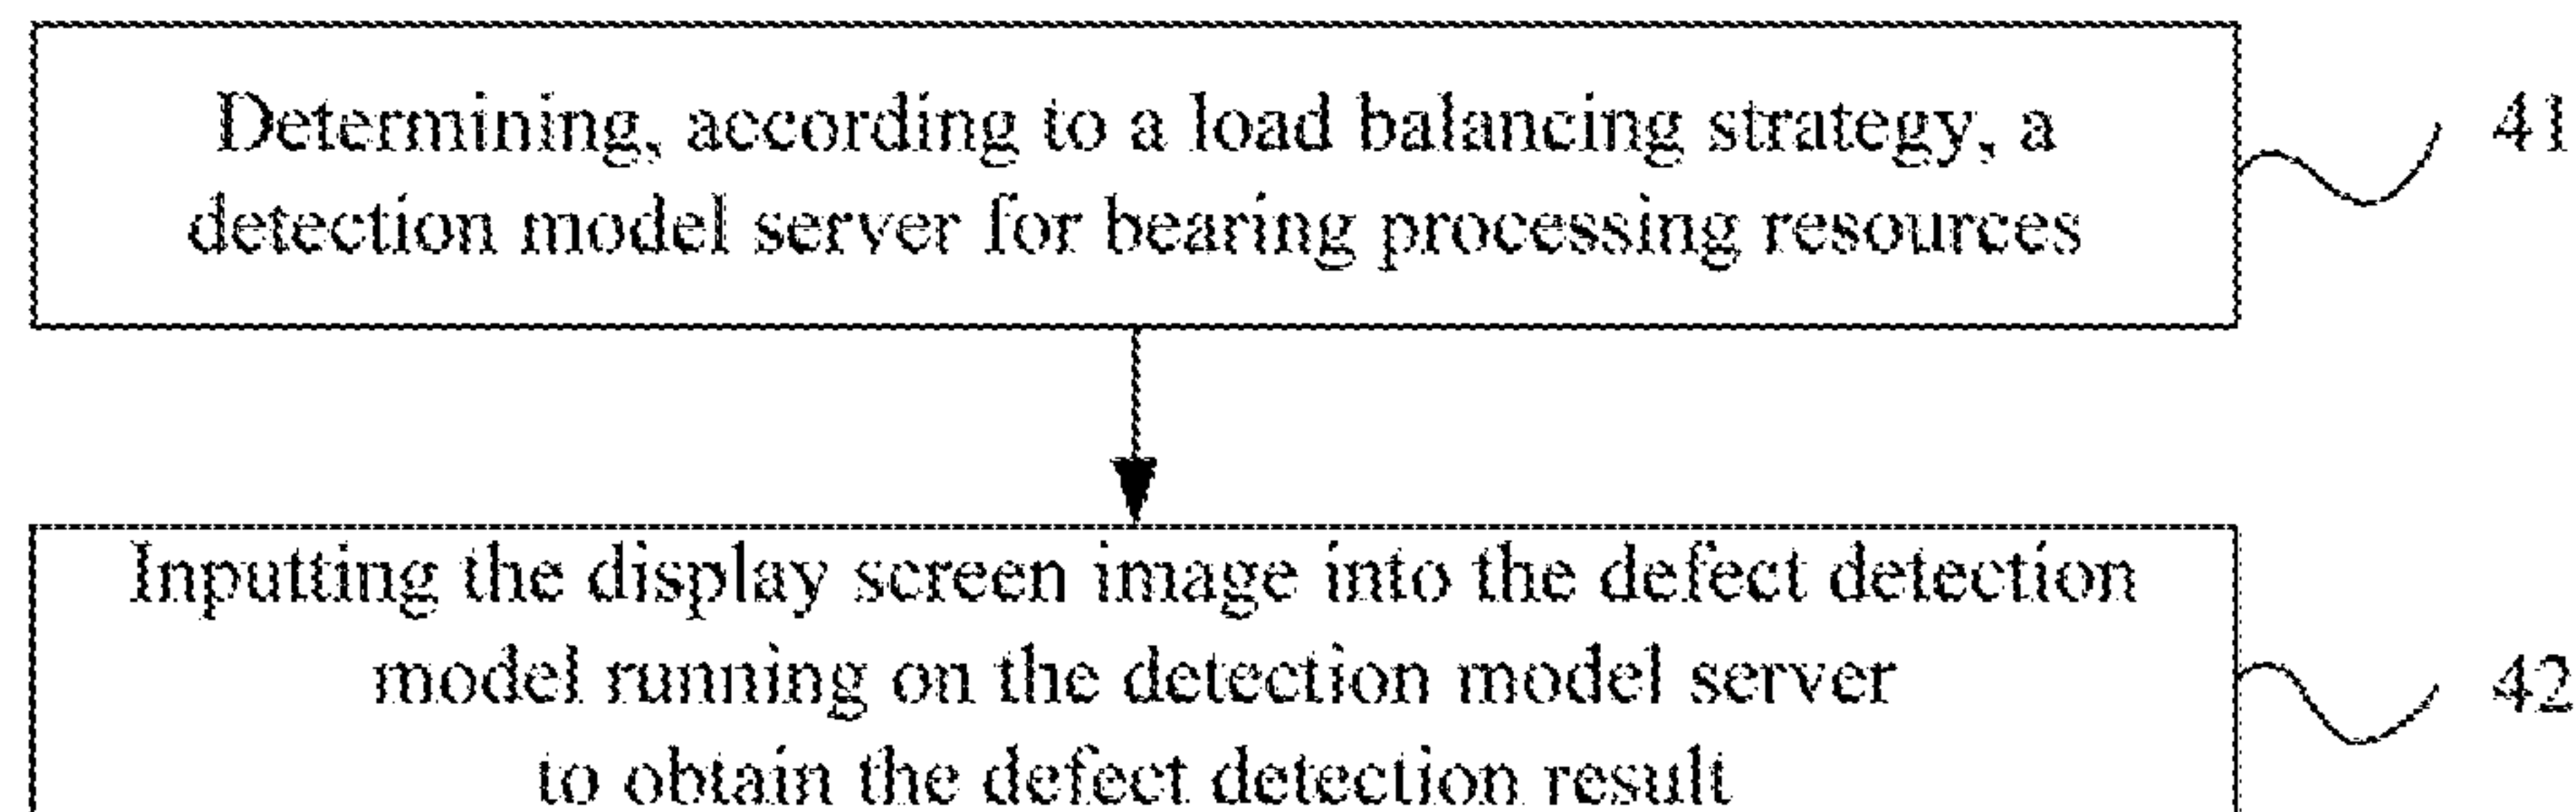 Determining, according to a load balancing strategy, a
detection model server for bearing processing resources
41
Inputting the display screen image into the defect detection
model running on the detection model server
to obtain the defect detection result
42